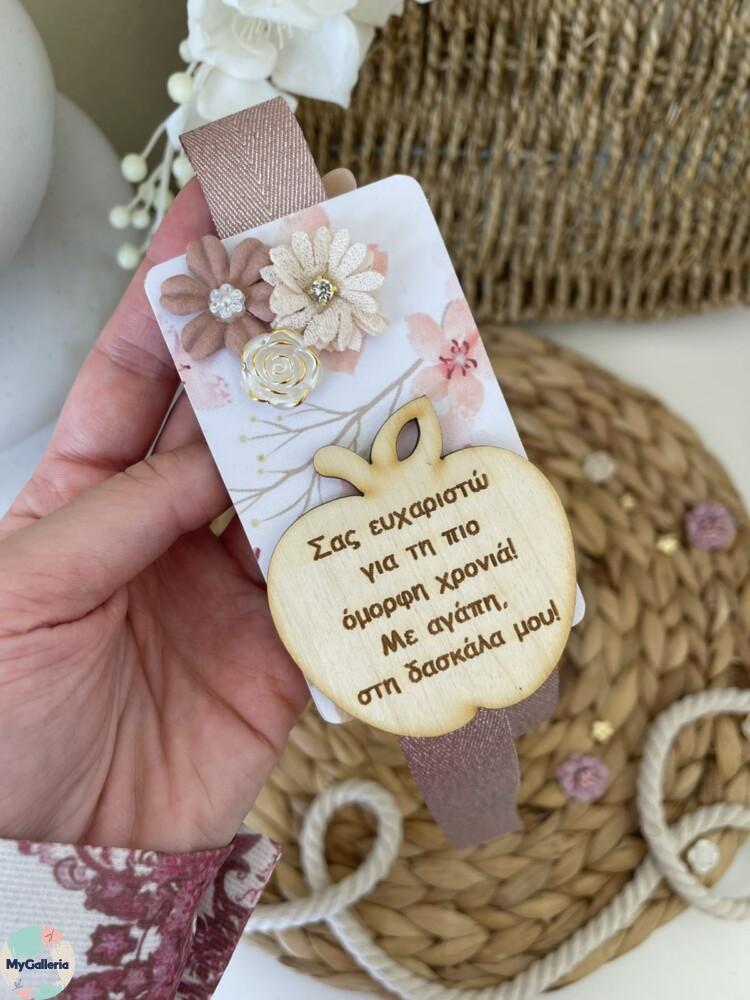 Σας ευχαριστώ
για τη πιο
όμορφη χρονιά!
Με αγάπη,
στη δασκάλα μου!
MyGalleria